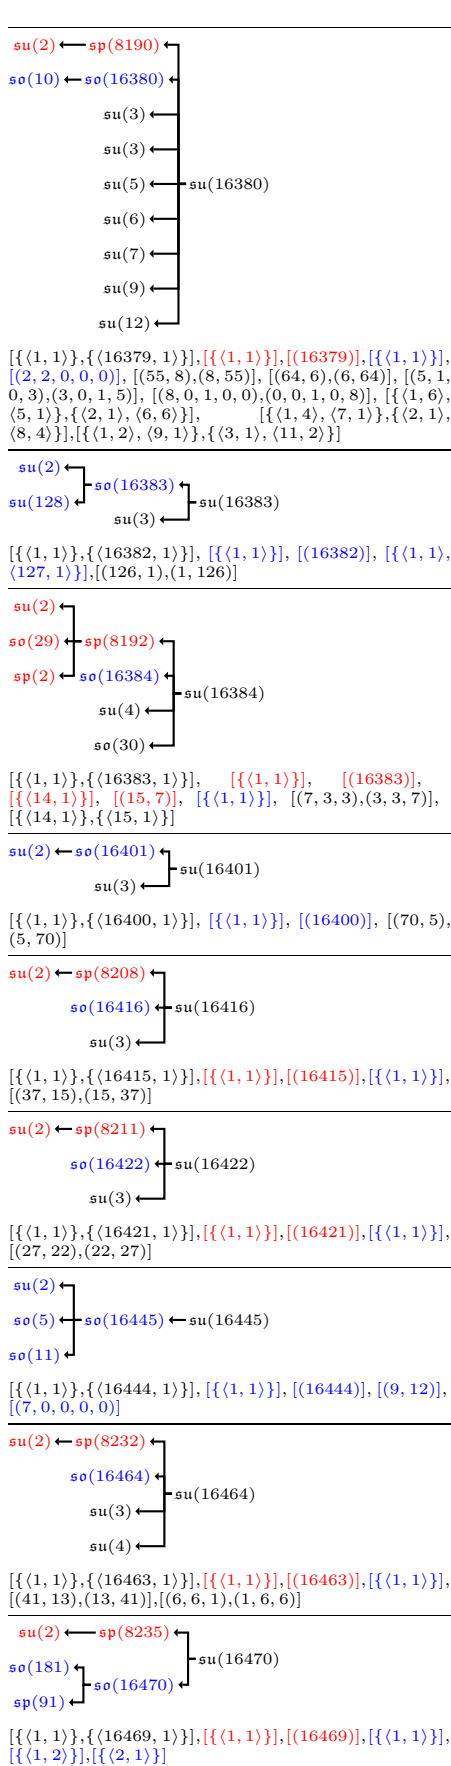 𝔰𝔲(2) 𝔰𝔭(8190)
𝔰𝔬(10) 𝔰𝔬(16380)
𝔰𝔲(3)
𝔰𝔲(3)
𝔰𝔲(5) 𝔰𝔲(16380)
𝔰𝔲(6)
𝔰𝔲(7)
𝔰𝔲(9)
𝔰𝔲(12)
[{⟨1, 1⟩},{⟨16379, 1⟩}],[{⟨1, 1⟩}],[(16379)],[{⟨1, 1⟩}],
[(2, 2, 0, 0, 0)], [(55, 8),(8, 55)], [(64, 6),(6, 64)], [(5, 1,
0, 3),(3, 0, 1, 5)], [(8, 0, 1, 0, 0),(0, 0, 1, 0, 8)], [{⟨1, 6⟩,
⟨5, 1⟩},{⟨2, 1⟩, ⟨6, 6⟩}], [{⟨1, 4⟩, ⟨7, 1⟩},{⟨2, 1⟩,
⟨8, 4⟩}],[{⟨1, 2⟩, ⟨9, 1⟩},{⟨3, 1⟩, ⟨11, 2⟩}]
𝔰𝔲(2)
𝔰𝔬(16383)
𝔰𝔲(128) 𝔰𝔲(16383)
𝔰𝔲(3)
[{⟨1, 1⟩},{⟨16382, 1⟩}], [{⟨1, 1⟩}], [(16382)], [{⟨1, 1⟩,
⟨127, 1⟩}],[(126, 1),(1, 126)]
𝔰𝔲(2)
𝔰𝔬(29) 𝔰𝔭(8192)
𝔰𝔭(2) 𝔰𝔬(16384)
𝔰𝔲(16384)
𝔰𝔲(4)
𝔰𝔬(30)
[{⟨1, 1⟩},{⟨16383, 1⟩}], [{⟨1, 1⟩}], [(16383)],
[{⟨14, 1⟩}], [(15, 7)], [{⟨1, 1⟩}], [(7, 3, 3),(3, 3, 7)],
[{⟨14, 1⟩},{⟨15, 1⟩}]
𝔰𝔲(2) 𝔰𝔬(16401)
𝔰𝔲(16401)
𝔰𝔲(3)
[{⟨1, 1⟩},{⟨16400, 1⟩}], [{⟨1, 1⟩}], [(16400)], [(70, 5),
(5, 70)]
𝔰𝔲(2) 𝔰𝔭(8208)
𝔰𝔬(16416) 𝔰𝔲(16416)
𝔰𝔲(3)
[{⟨1, 1⟩},{⟨16415, 1⟩}],[{⟨1, 1⟩}],[(16415)],[{⟨1, 1⟩}],
[(37, 15),(15, 37)]
𝔰𝔲(2) 𝔰𝔭(8211)
𝔰𝔬(16422) 𝔰𝔲(16422)
𝔰𝔲(3)
[{⟨1, 1⟩},{⟨16421, 1⟩}],[{⟨1, 1⟩}],[(16421)],[{⟨1, 1⟩}],
[(27, 22),(22, 27)]
𝔰𝔲(2)
𝔰𝔬(5) 𝔰𝔬(16445) 𝔰𝔲(16445)
𝔰𝔬(11)
[{⟨1, 1⟩},{⟨16444, 1⟩}], [{⟨1, 1⟩}], [(16444)], [(9, 12)],
[(7, 0, 0, 0, 0)]
𝔰𝔲(2) 𝔰𝔭(8232)
𝔰𝔬(16464)
𝔰𝔲(16464)
𝔰𝔲(3)
𝔰𝔲(4)
[{⟨1, 1⟩},{⟨16463, 1⟩}],[{⟨1, 1⟩}],[(16463)],[{⟨1, 1⟩}],
[(41, 13),(13, 41)],[(6, 6, 1),(1, 6, 6)]
𝔰𝔲(2) 𝔰𝔭(8235)
𝔰𝔲(16470)
𝔰𝔬(181)
𝔰𝔬(16470)
𝔰𝔭(91)
[{⟨1, 1⟩},{⟨16469, 1⟩}],[{⟨1, 1⟩}],[(16469)],[{⟨1, 1⟩}],
[{⟨1, 2⟩}],[{⟨2, 1⟩}]